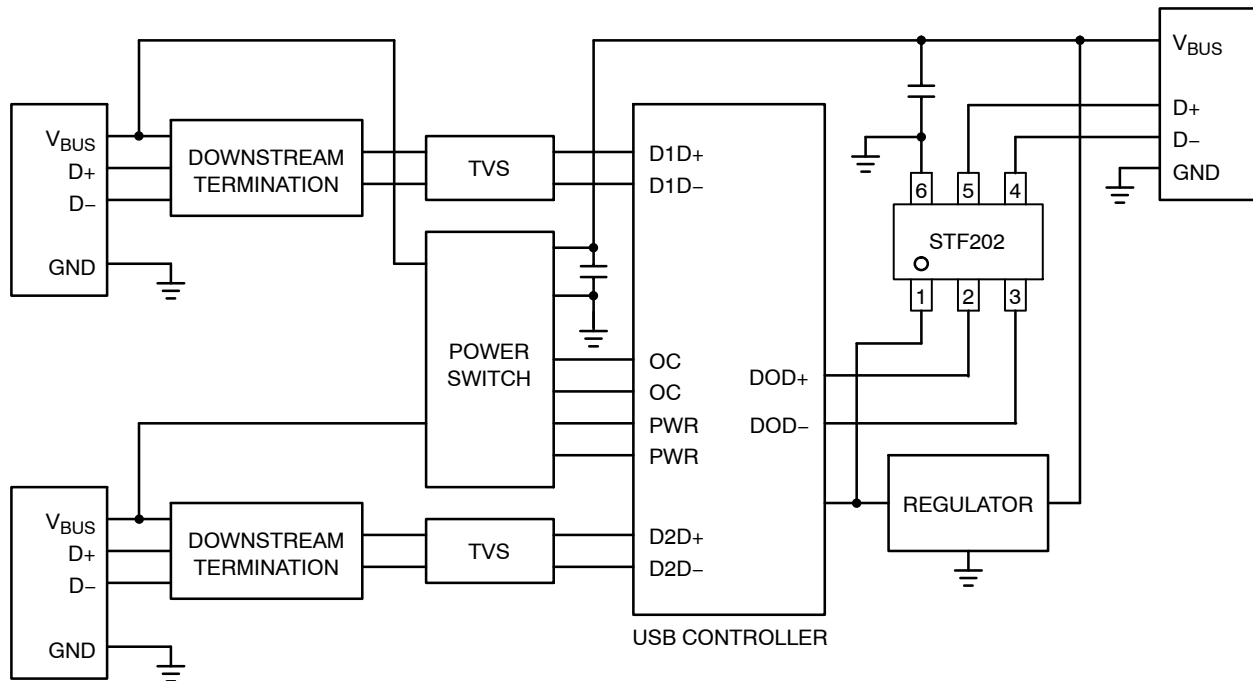 VBUS
D+
D−
GND
DOWNSTREAM
TERMINATION
TVS
POWER
SWITCH
VBUS
D+
D−
GND
DOWNSTREAM
TERMINATION
TVS
D1D+
D1D−
OC
OC
PWR
PWR
D2D+
D2D−
DOD+
DOD−
USB CONTROLLER
6 5 4
STF202
1 2 3
REGULATOR
VBUS
D+
D−
GND